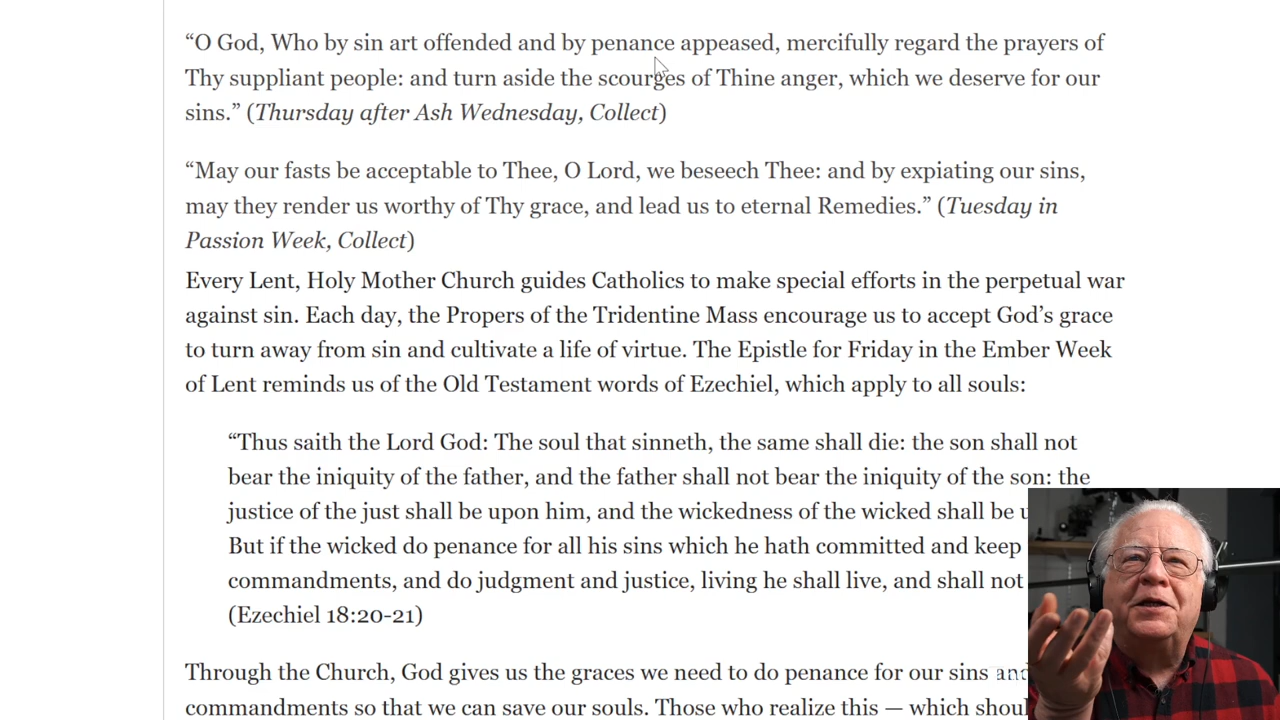 “O God, Who by sin art offended and by penance appeased, mercifully regard the prayers of
Thy suppliant people: and turn aside the scourges of Thine anger, which we deserve for our
sins.” (Thursday after Ash Wednesday, Collect)
“May our fasts be acceptable to Thee, O Lord, we beseech Thee: and by expiating our sins,
may they render us worthy of Thy grace, and lead us to eternal Remedies.” (Tuesday in
Passion Week, Collect)
Every Lent, Holy Mother Church guides Catholics to make special efforts in the perpetual war
against sin. Each day, the Propers of the Tridentine Mass encourage us to accept God’s grace
to turn away from sin and cultivate a life of virtue. The Epistle for Friday in the Ember Week
of Lent reminds us of the Old Testament words of Ezechiel, which apply to all souls:
“Thus saith the Lord God: The soul that sinneth, the same shall die: the son shall not
bear the iniquity of the father, and the father shall not bear the iniquity of the son: the
justice of the just shall be upon him, and the wickedness of the wicked shall be
But if the wicked do penance for all his sins which he hath committed and keep
commandments, and do judgment and justice, living he shall live, and shall not
(Ezechiel 18:20-21)
Through the Church, God gives us the graces we need to do penance for our sins and
commandments so that we can save our souls. Those who realize this — which